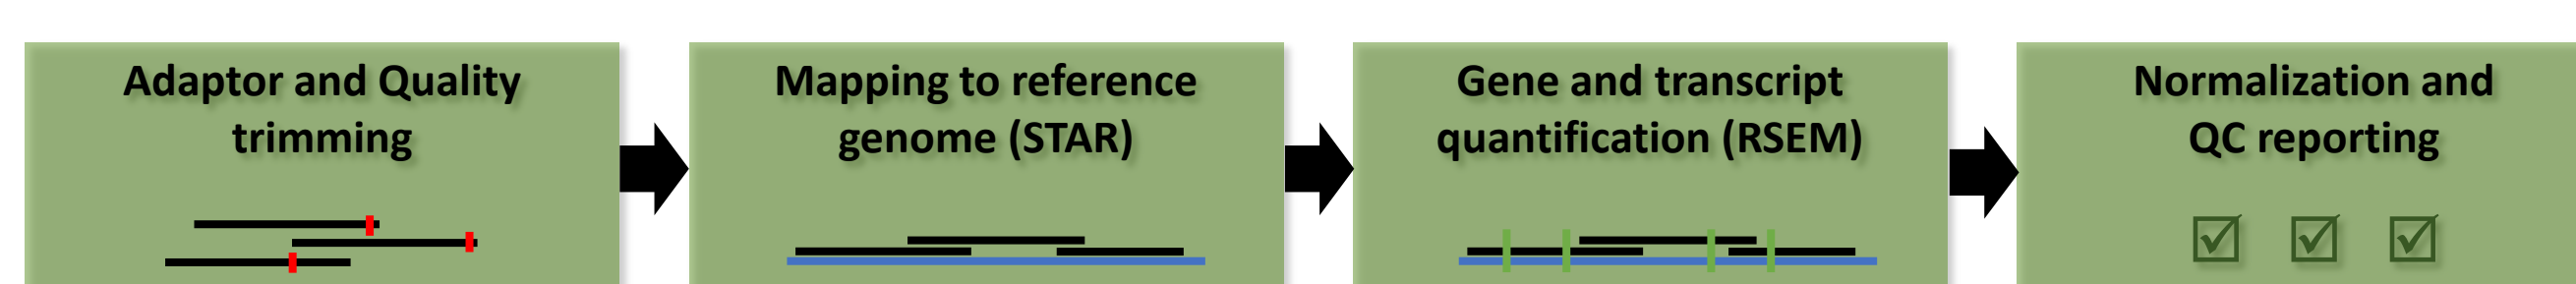 Adaptor and Quality
trimming
Mapping to reference
genome (STAR)
Gene and transcript
quantification (RSEM)
Normalization and
QC reporting